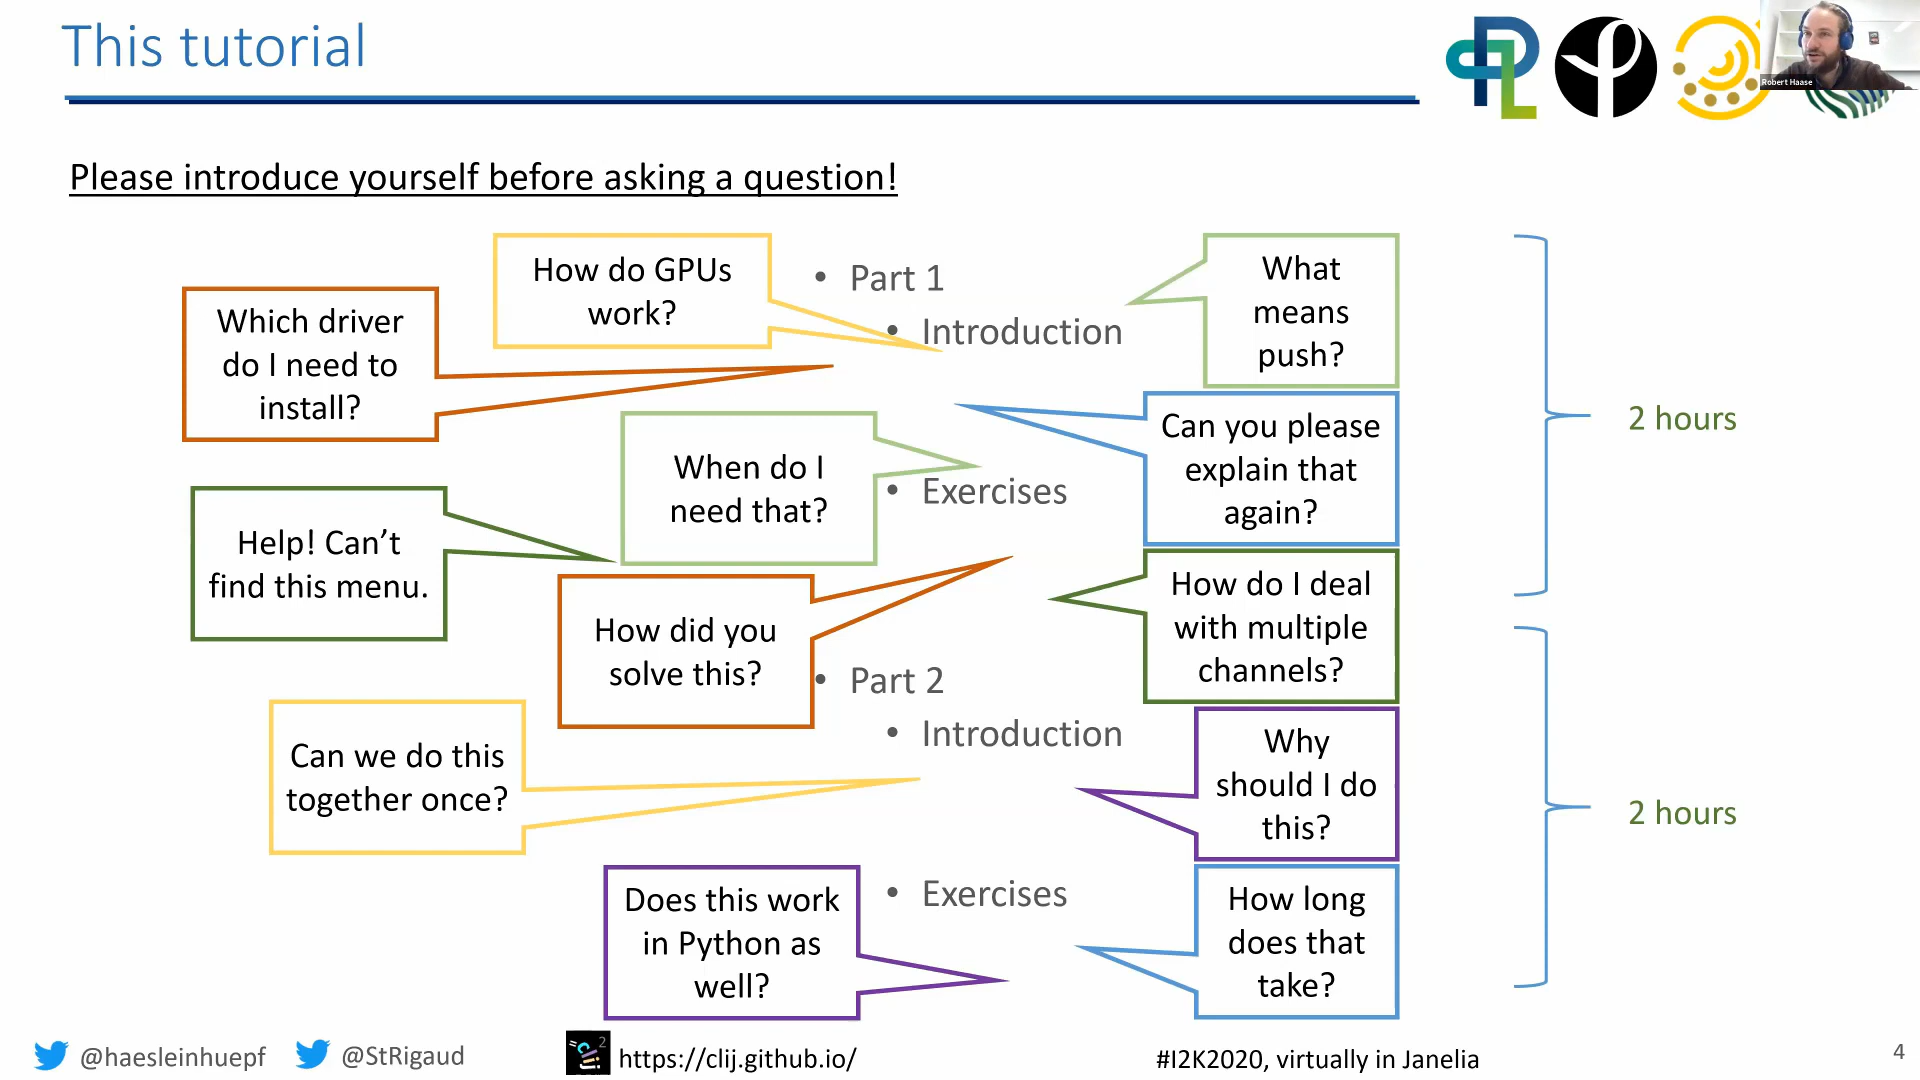 This tutorial
Robert Haase
Please introduce yourself before asking a question!
How do GPUs
work?
• Part 1
• Introduction
What
means
push?
Which driver
do I need to
install?
Can you please
explain that
again?
2 hours
When do I
need that?
• Exercises
Help! Can’t
find this menu.
How did you
solve this?
How do I deal
with multiple
channels?
• Part 2
• Introduction
Can we do this
together once?
Why
should I do
this?
2 hours
Does this work
in Python as
well?
• Exercises
How long
does that
take?
@haesleinhuepf
@StRigaud
https://clij.github.io/
#I2K2020, virtually in Janelia
4